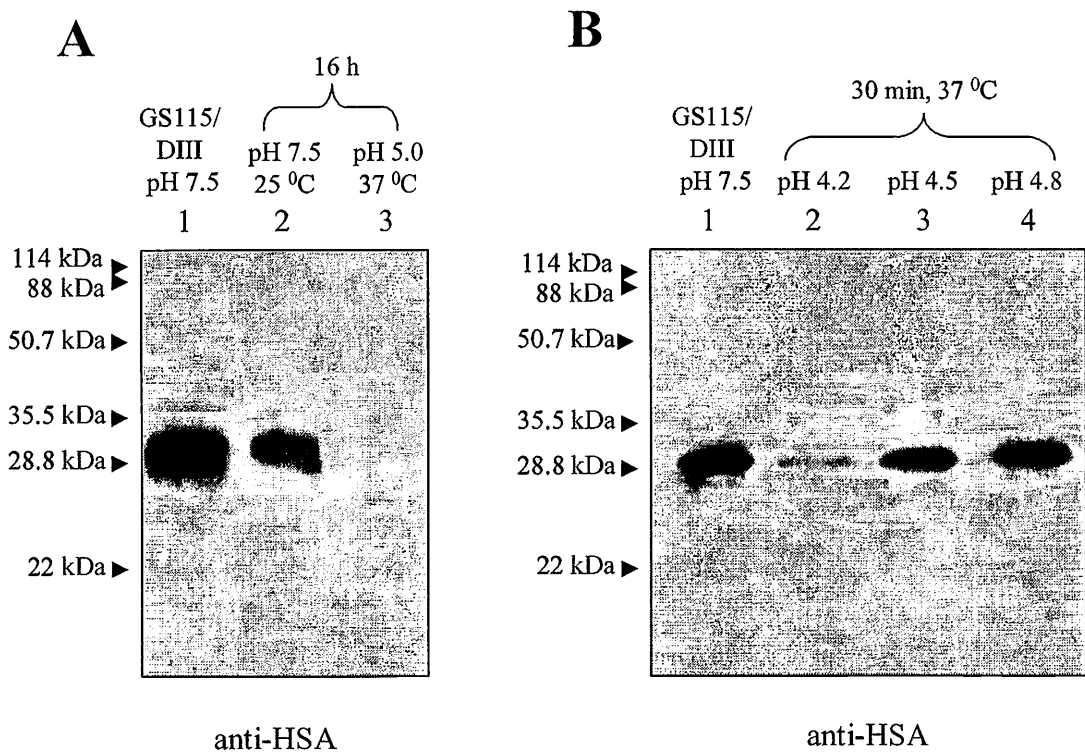 A
16 h
GS115/
DIII
pH 7.5
pH 7.5
25 ⁰C
pH 5.0
37 ⁰C
1 2 3
114 kDa
88 kDa
50.7 kDa
35.5 kDa
28.8 kDa
22 kDa
anti-HSA
B
30 min, 37 ⁰C
GS115/
DIII
pH 7.5
pH 4.2 pH 4.5 pH 4.8
1 2 3 4
114 kDa
88 kDa
50.7 kDa
35.5 kDa
28.8 kDa
22 kDa
anti-HSA